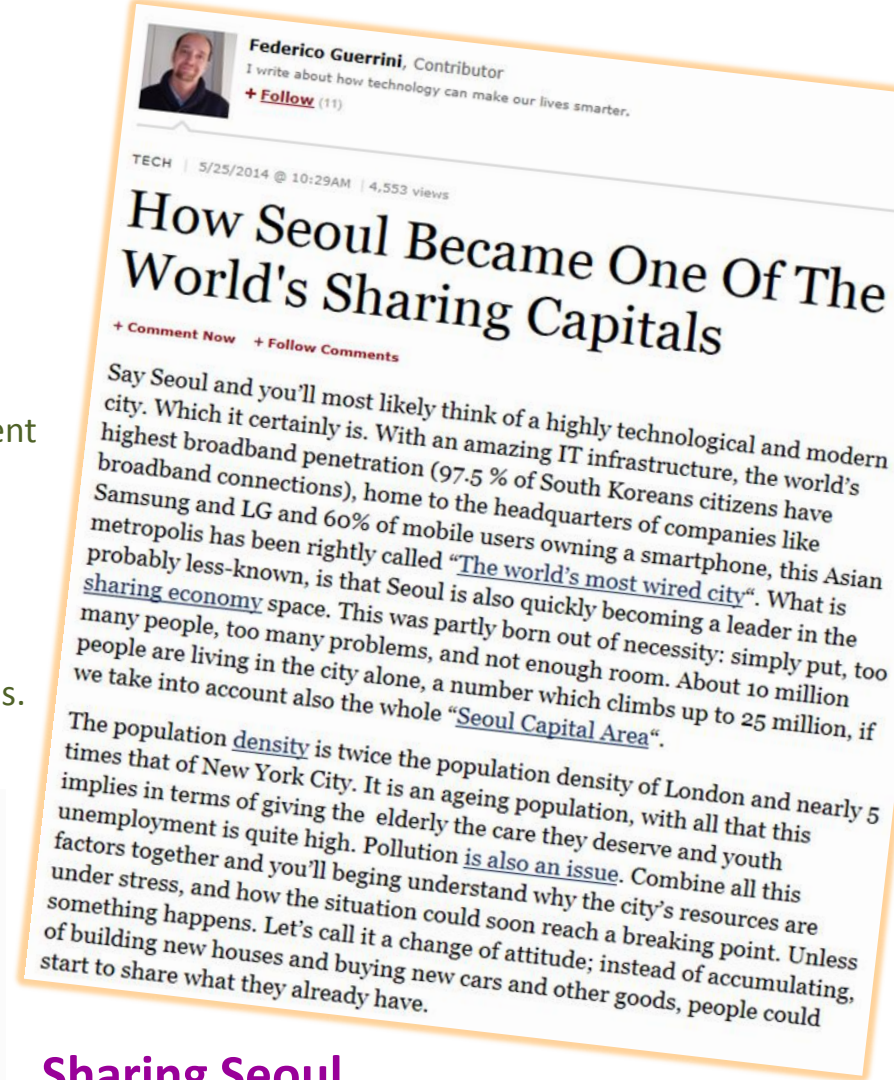 Federico Guerrini, Contributor
I write about how technology can make our lives smarter.
+ Follow (11)
TECH | 5/25/2014 @ 10:29AM | 4,553 views
How Seoul Became One Of The
World's Sharing Capitals
+ Comment Now + Follow Comments
Say Seoul and you'll most likely think of a highly technological and modern
city. Which it certainly is. With an amazing IT infrastructure, the world's
highest broadband penetration (97.5 % of South Koreans citizens have
broadband connections), home to the headquarters of companies like
Samsung and LG and 60% of mobile users owning a smartphone, this Asian
metropolis has been rightly called “The world's most wired city“. What is
probably less-known, is that Seoul is also quickly becoming a leader in the
sharing economy space. This was partly born out of necessity: simply put, too
many people, too many problems, and not enough room. About 10 million
people are living in the city alone, a number which climbs up to 25 million, if
we take into account also the whole “Seoul Capital Area“.
The population density is twice the population density of London and nearly 5
times that of New York City. It is an ageing population, with all that this
implies in terms of giving the elderly the care they deserve and youth
unemployment is quite high. Pollution is also an issue. Combine all this
factors together and you'll beging understand why the city's resources are
under stress, and how the situation could soon reach a breaking point. Unless
something happens. Let's call it a change of attitude; instead of accumulating,
of building new houses and buying new cars and other goods, people could
start to share what they already have.
ent
s.
Sharing Seoul